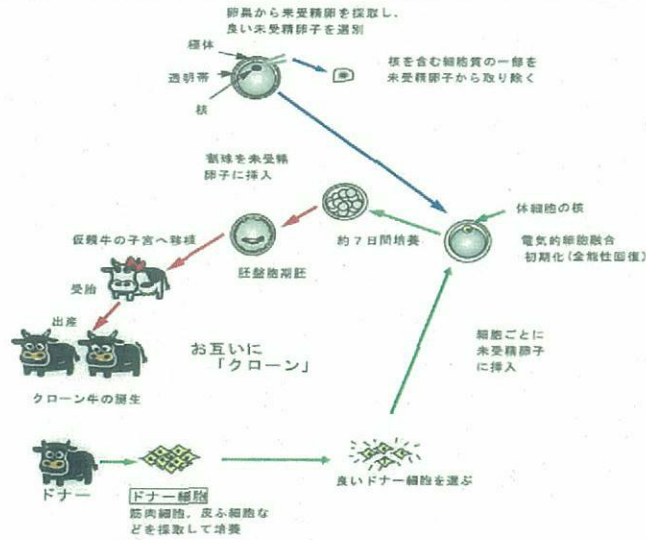 卵巣から未受精卵を採取し、
良い未受精卵子を選別
極体
透明帯
核
核を含む細胞質の一部を
未受精卵子から取り除く
割球を未受精
卵子に挿入
体細胞の核
約7日間培養
電気的細胞融合
初期化(全能性回復)
仮親牛の子宮へ移植
胚盤胞期胚
受胎
出産
お互いに
「クローン」
細胞ごとに
未受精卵子
に挿入
クローン牛の誕生
ドナー
ドナー細胞
筋肉細胞、皮ふ細胞な
どを採取して培養
良いドナー細胞を選ぶ